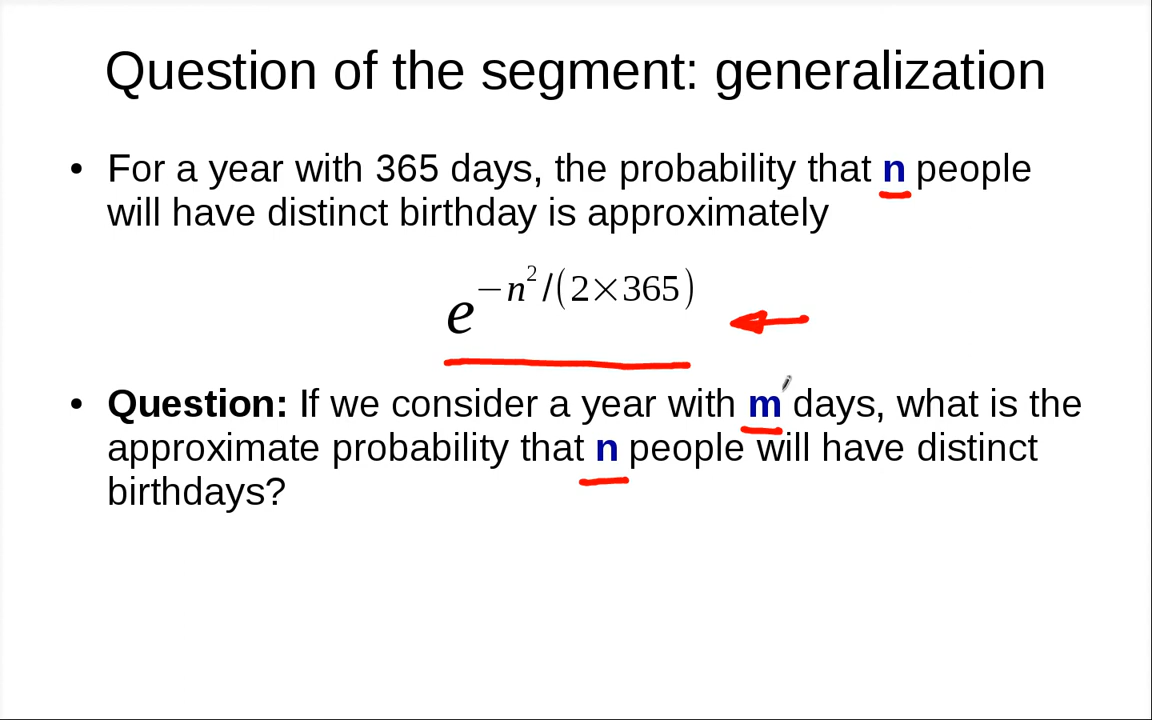 Question of the segment: generalization
• For a year with 365 days, the probability that n people
will have distinct birthday is approximately
e^{−n^2/(2×365)}
• Question: If we consider a year with m days, what is the
approximate probability that n people will have distinct
birthdays?